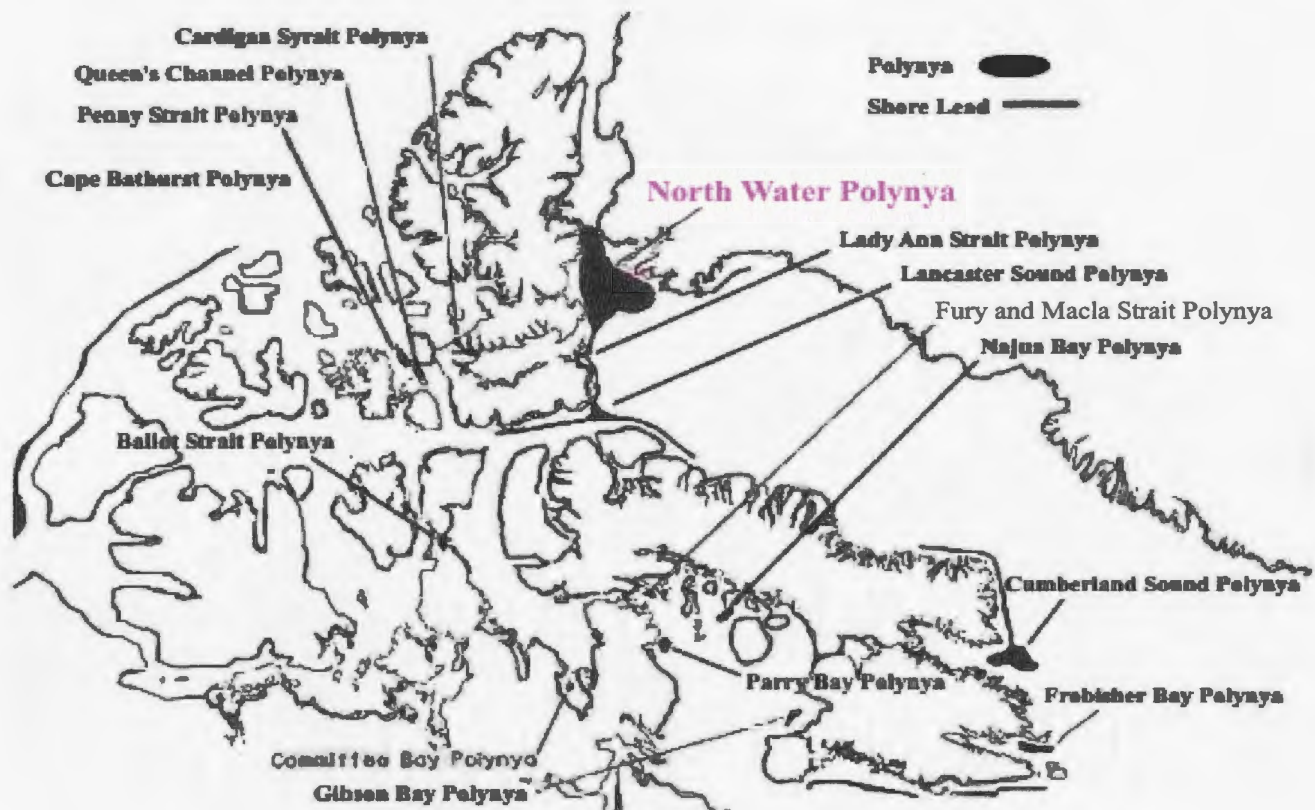 Cardigan Syrait Polynya
Queen's Channel Polynya
Penny Strait Polynya
Cape Bathurst Polynya
Polynya
Shore Lead
North Water Polynya
Lady Ann Strait Polynya
Lancaster Sound Polynya
Fury and Macla Strait Polynya
Najua Bay Polynya
Ballot Strait Polynya
Cumberland Sound Polynya
Parry Bay Polynya
Frobisher Bay Polynya
Committee Bay Polynya
Gibson Bay Polynya